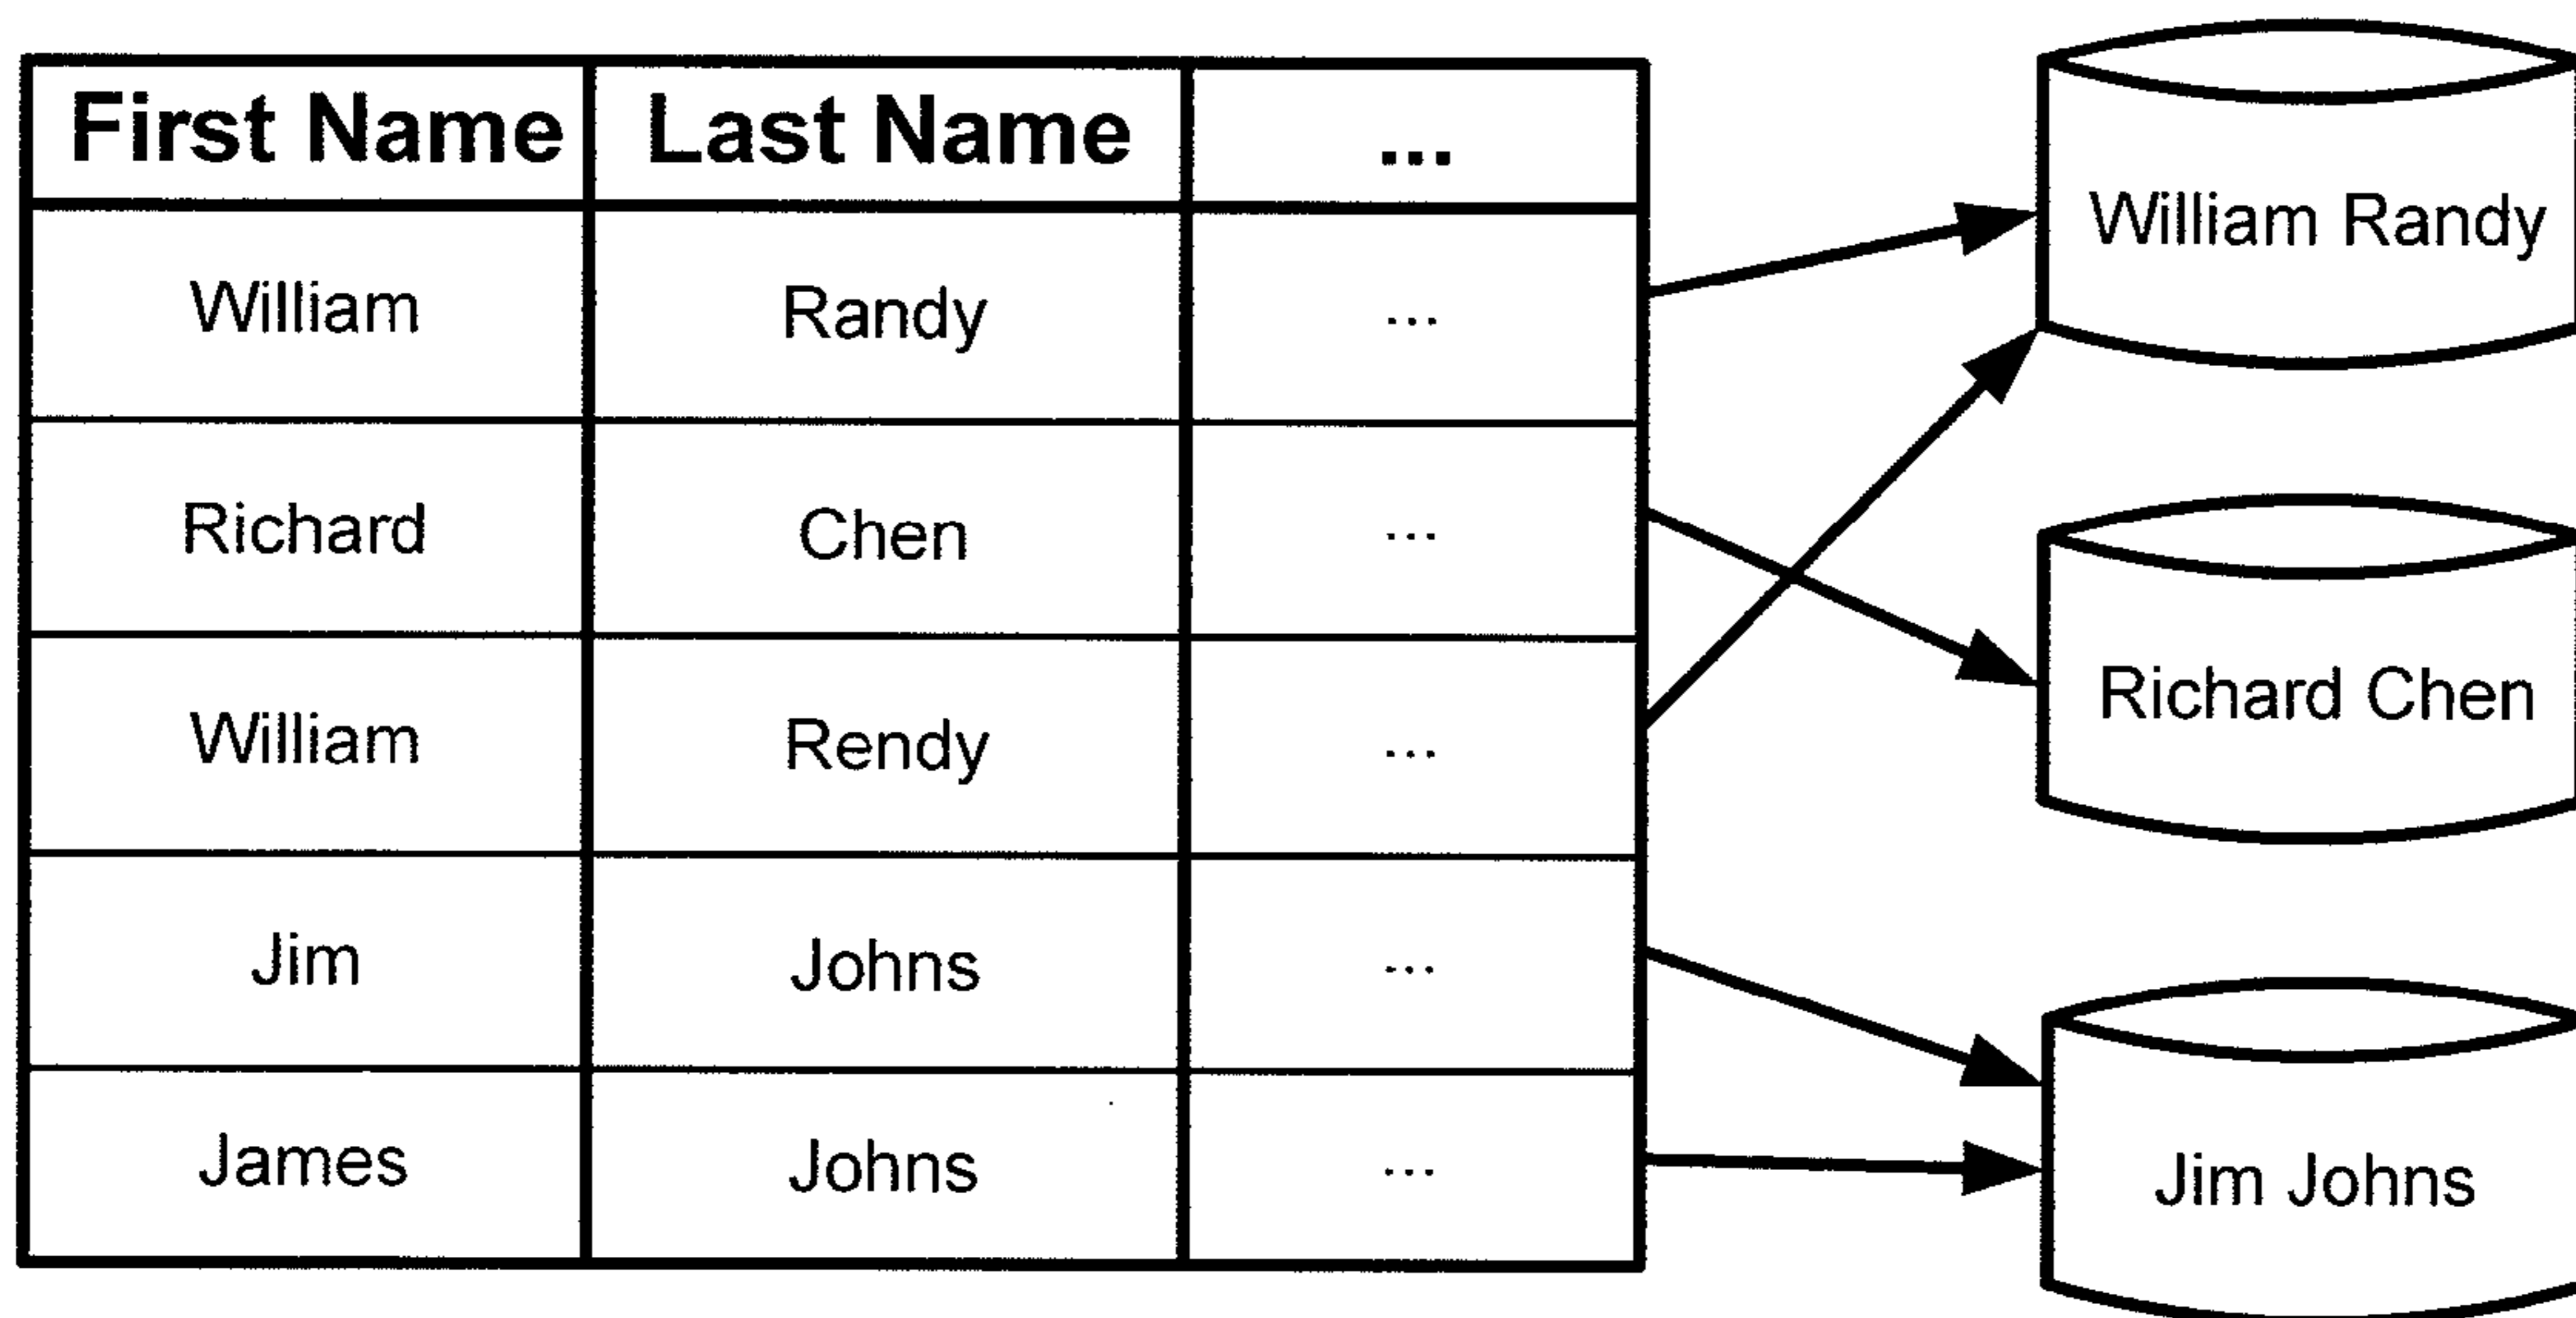 First Name Last Name ...
William Randy ...
Richard Chen ...
William Rendy ...
Jim Johns ...
James Johns ...
William Randy
Richard Chen
Jim Johns